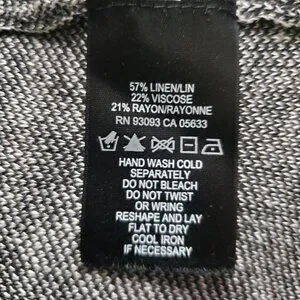 57% LINEN/LIN
22% VISCOSE
21% RAYON/RAYONNE
RN 93093 CA 05633
HAND WASH COLD
SEPARATELY
DO NOT BLEACH
DO NOT TWIST
OR WRING
RESHAPE AND LAY
FLAT TO DRY
COOL IRON
IF NECESSARY